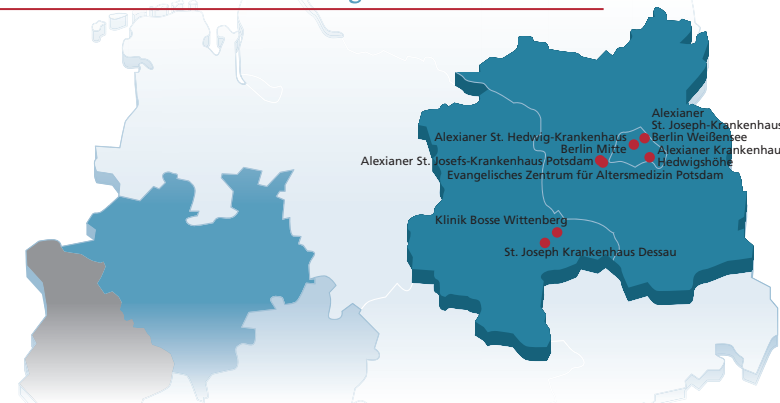 Alexianer
St. Joseph-Krankenhaus
Berlin Weißensee
Alexianer St. Hedwig-Krankenhaus
Berlin Mitte
Alexianer Krankenhau
Hedwigshöhe
Alexianer St. Josefs-Krankenhaus Potsdam
Evangelisches Zentrum für Altersmedizin Potsdam
Klinik Bosse Wittenberg
St. Joseph Krankenhaus Dessau